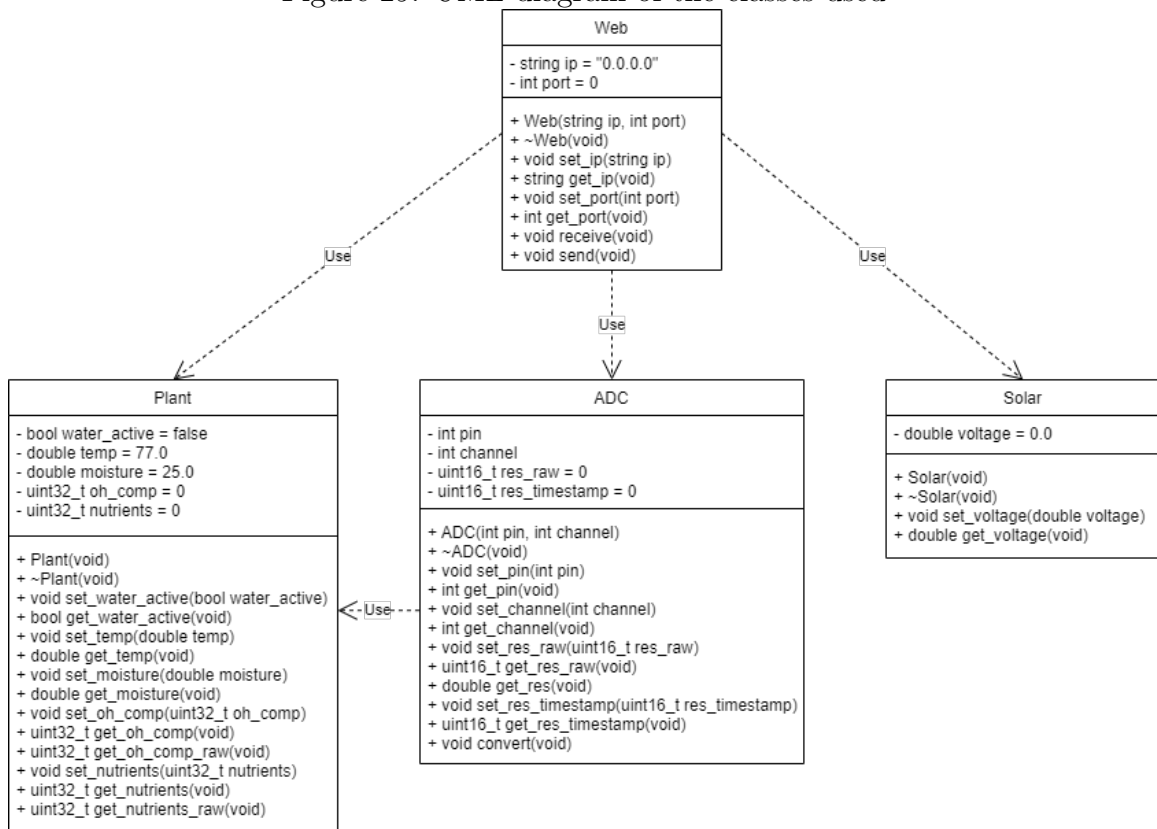 Web
- string ip = "0.0.0.0"
- int port = 0
+ Web(string ip, int port)
+ ~Web(void)
+ void set_ip(string ip)
+ string get_ip(void)
+ void set_port(int port)
+ int get_port(void)
+ void receive(void)
+ void send(void)
Use
Use
Use
Plant
- bool water_active = false
- double temp = 77.0
- double moisture = 25.0
- uint32_t oh_comp = 0
- uint32_t nutrients = 0
+ Plant(void)
+ ~Plant(void)
+ void set_water_active(bool water_active)
+ bool get_water_active(void)
+ void set_temp(double temp)
+ double get_temp(void)
+ void set_moisture(double moisture)
+ double get_moisture(void)
+ void set_oh_comp(uint32_t oh_comp)
+ uint32_t get_oh_comp(void)
+ uint32_t get_oh_comp_raw(void)
+ void set_nutrients(uint32_t nutrients)
+ uint32_t get_nutrients(void)
+ uint32_t get_nutrients_raw(void)
Use
ADC
- int pin
- int channel
- uint16_t res_raw = 0
- uint16_t res_timestamp = 0
+ ADC(int pin, int channel)
+ ~ADC(void)
+ void set_pin(int pin)
+ int get_pin(void)
+ void set_channel(int channel)
+ int get_channel(void)
+ void set_res_raw(uint16_t res_raw)
+ uint16_t get_res_raw(void)
+ double get_res(void)
+ void set_res_timestamp(uint16_t res_timestamp)
+ uint16_t get_res_timestamp(void)
+ void convert(void)
Solar
- double voltage = 0.0
+ Solar(void)
+ ~Solar(void)
+ void set_voltage(double voltage)
+ double get_voltage(void)